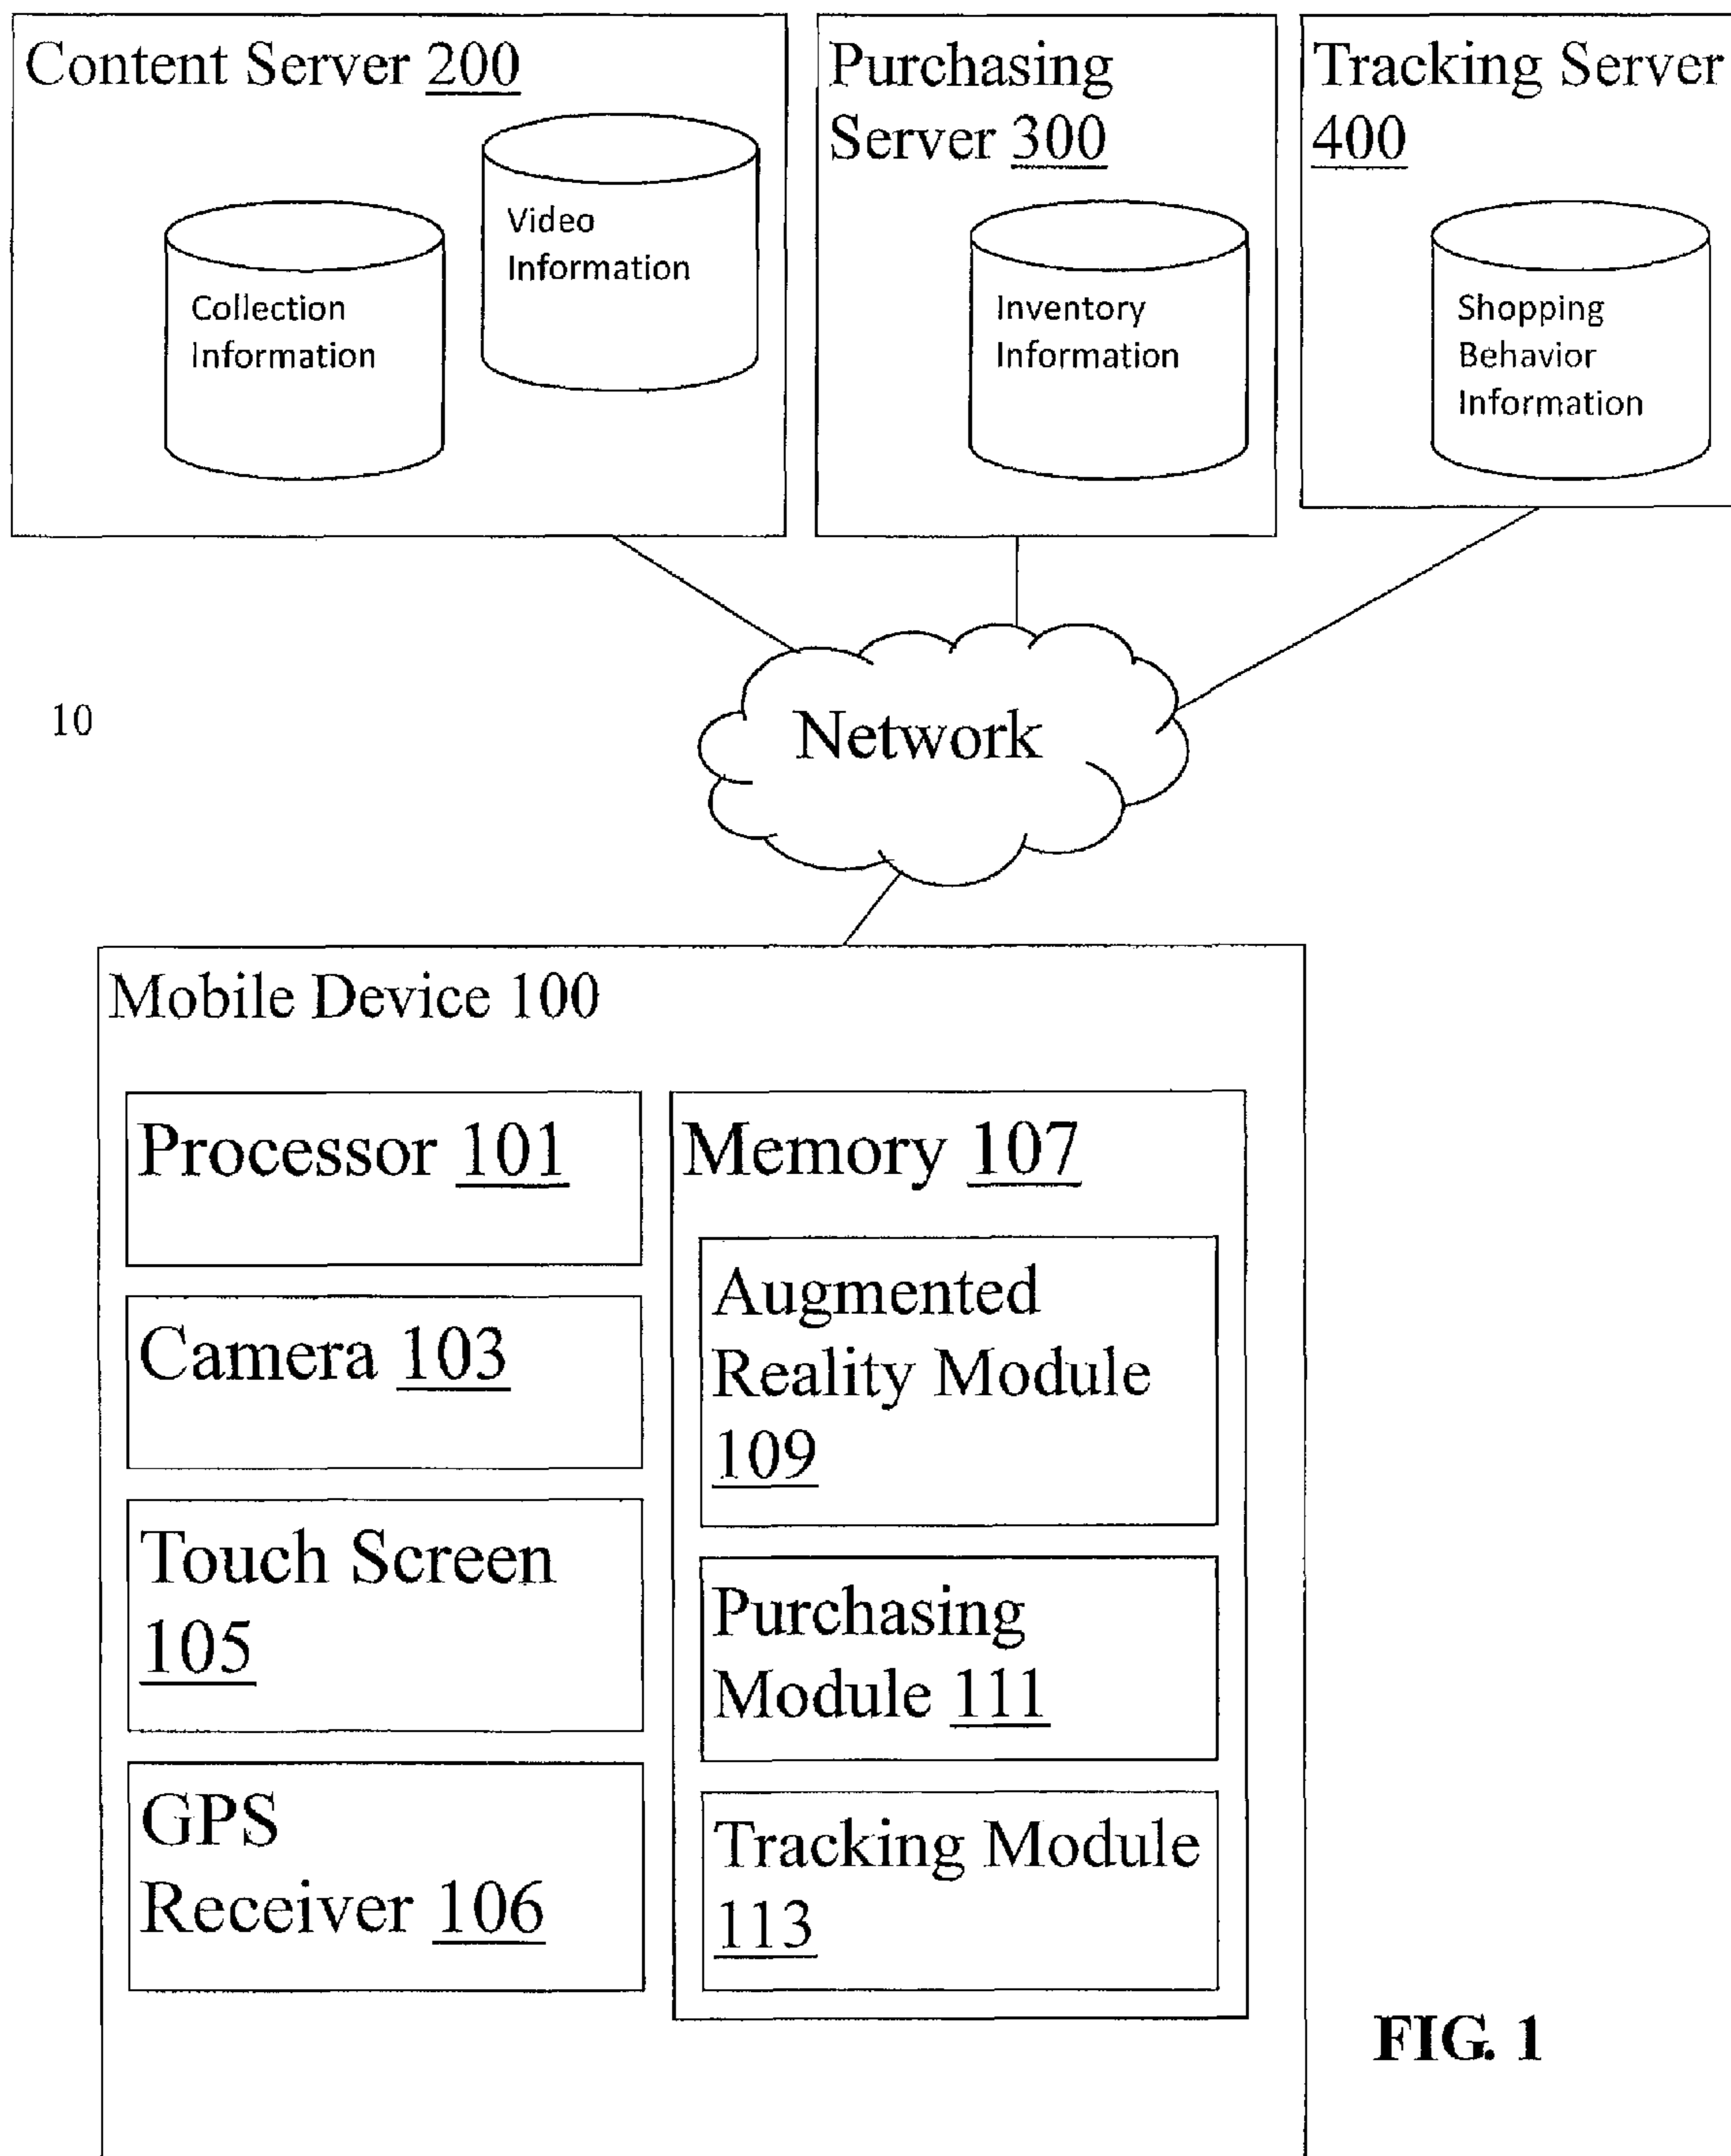 Content Server 200
Video
Information
Collection
Information
Purchasing
Server 300
Inventory
Information
Tracking Server
400
Shopping
Behavior
Information
10
Network
Mobile Device 100
Processor 101
Camera 103
Touch Screen
105
GPS
Receiver 106
Memory 107
Augmented
Reality Module
109
Purchasing
Module 111
Tracking Module
113
FIG. 1